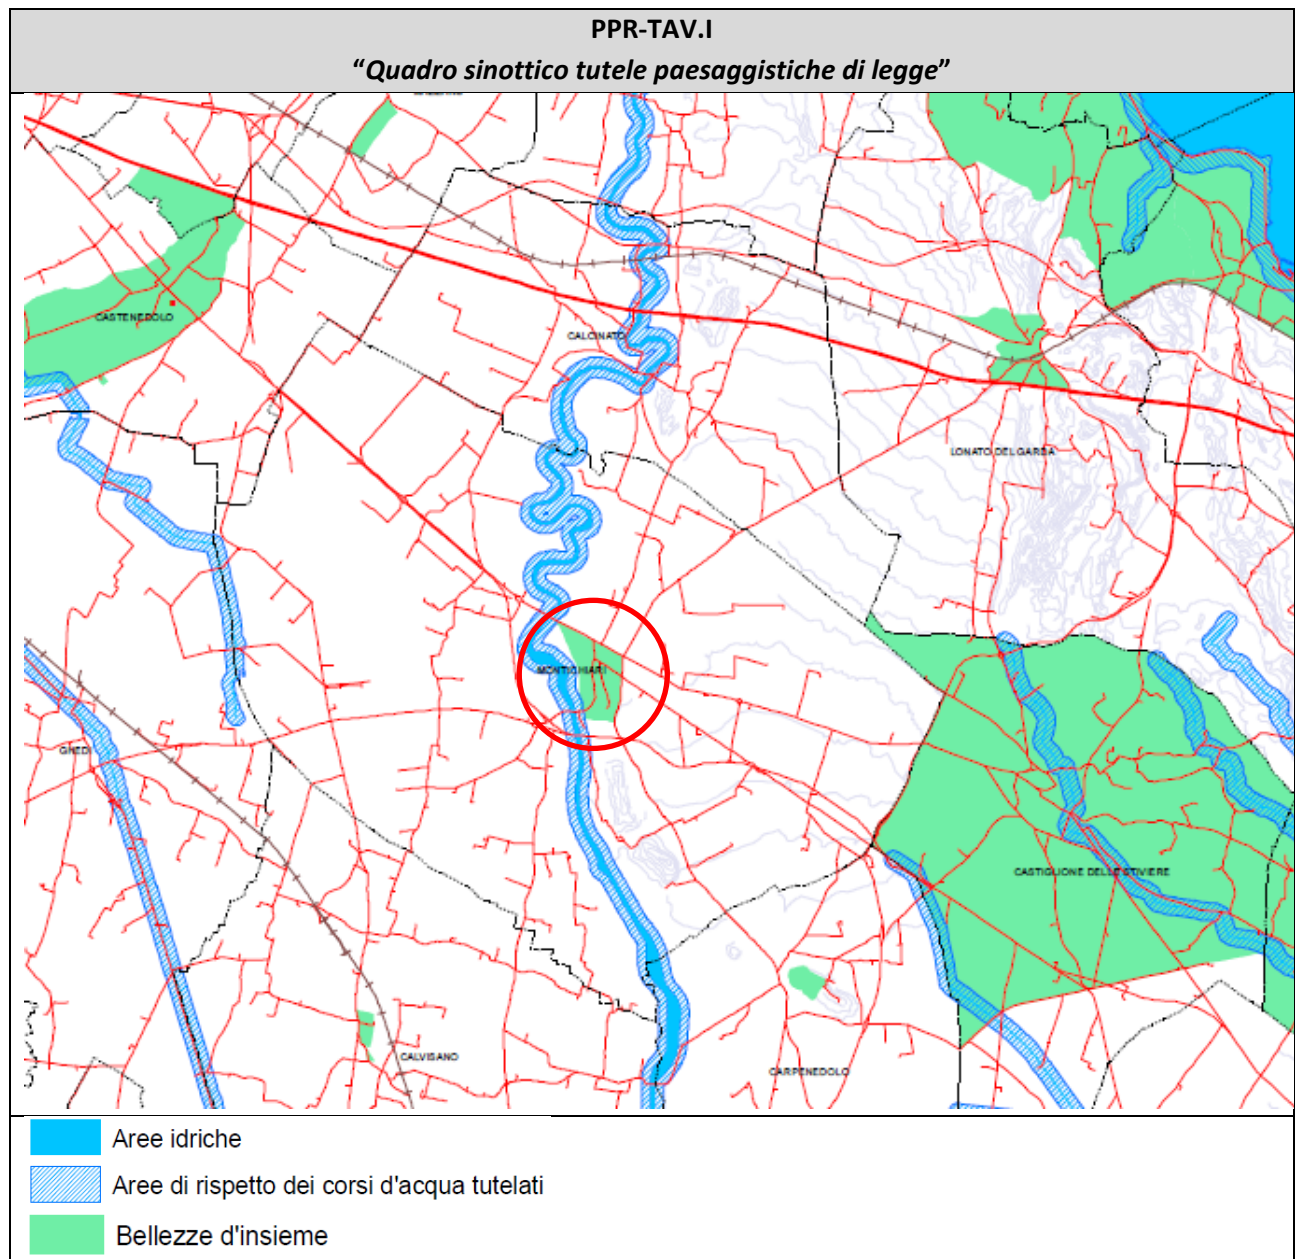 PPR-TAV.I
“Quadro sinottico tutele paesaggistiche di legge”
CASTENEDOLO
CALCINATO
LONATO DEL GARDA
MONTICHIARI
GHEDI
CASTIGLIONE DELLE STIVIERE
CALVISANO
CARPENEDOLO
Aree idriche
Aree di rispetto dei corsi d'acqua tutelati
Bellezze d'insieme